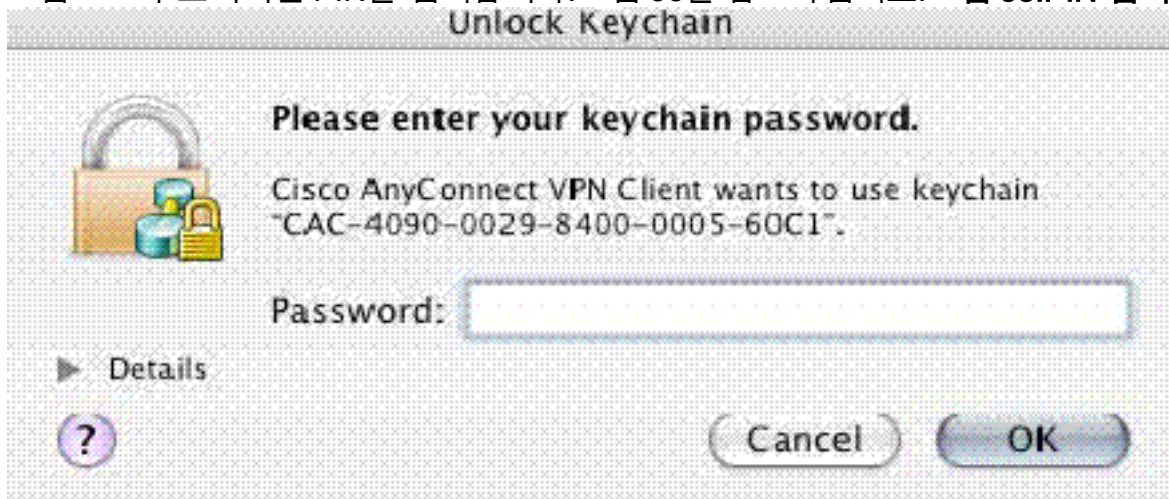 Unlock Keychain
Please enter your keychain password.
Cisco AnyConnect VPN Client wants to use keychain
"CAC-4090-0029-8400-0005-60C1".
Password:
Details
?
Cancel
OK